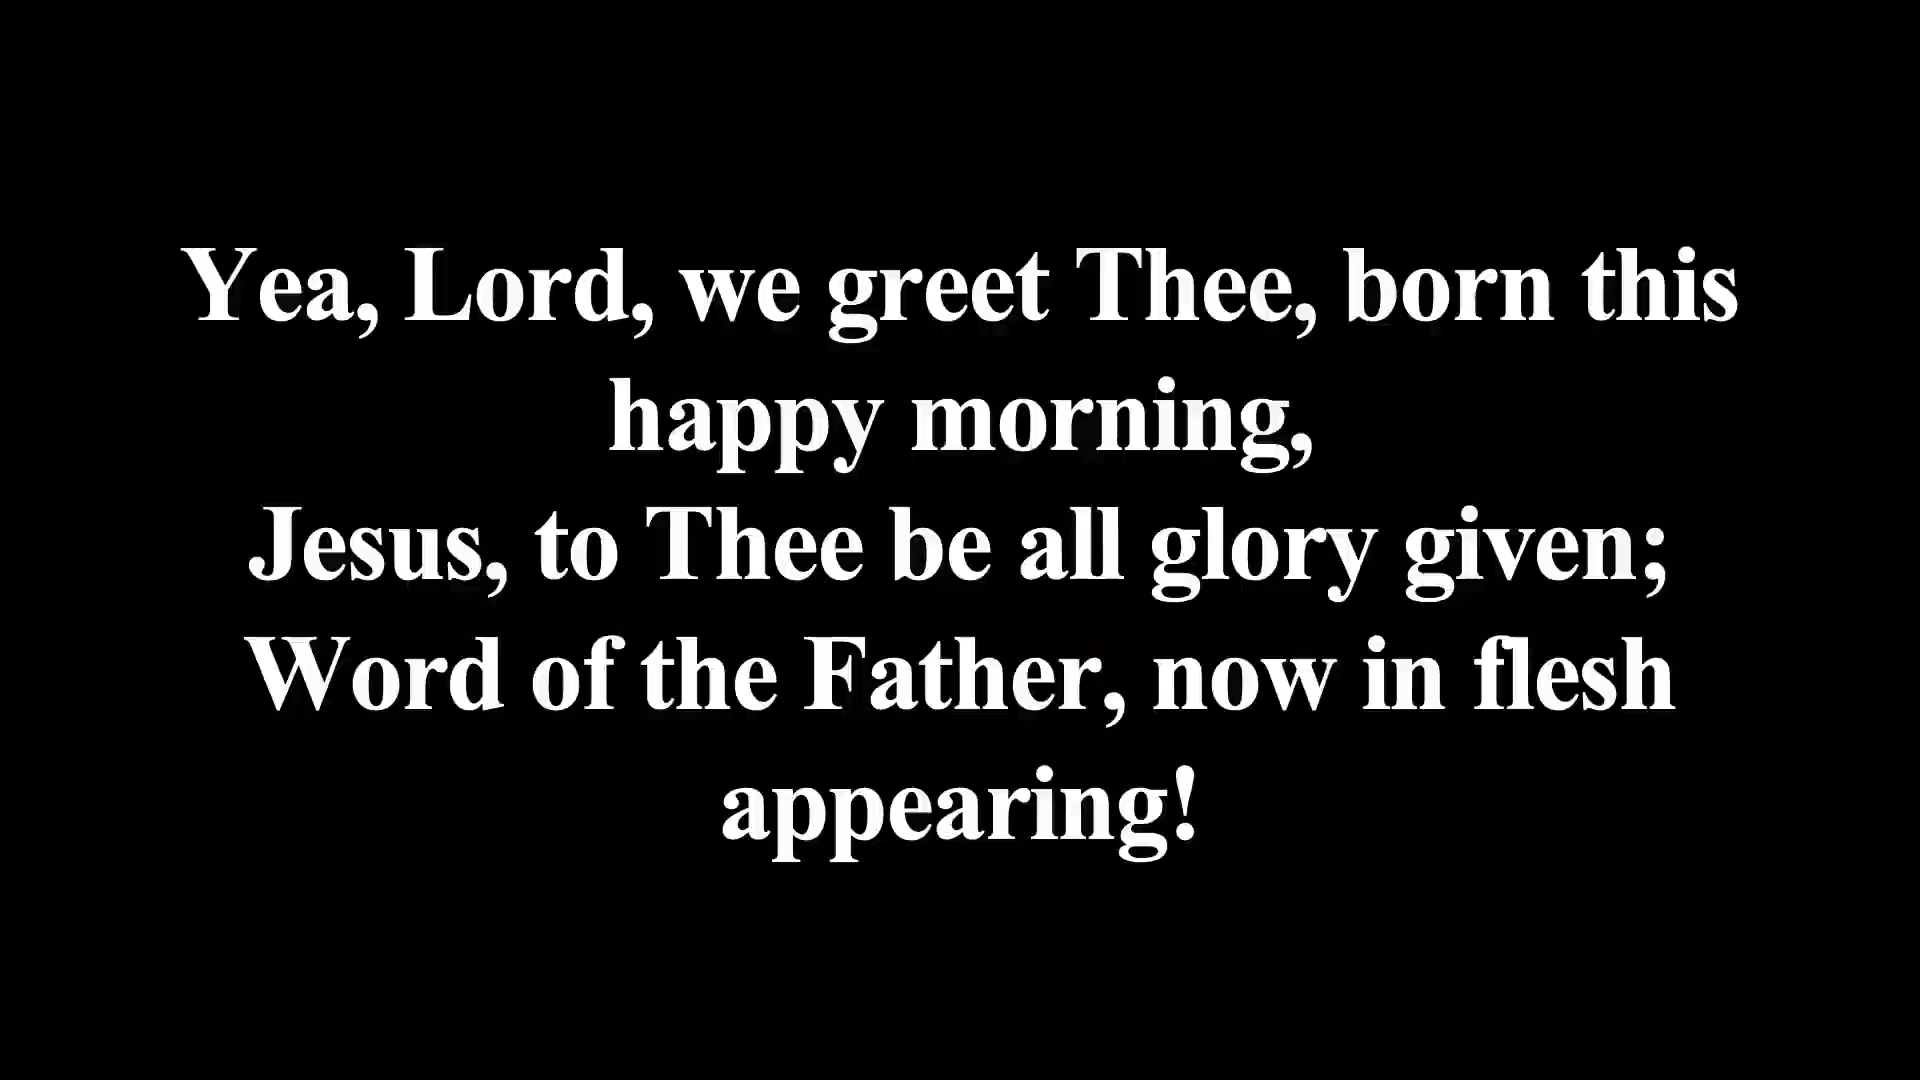 Yea, Lord, we greet Thee, born this
happy morning,
Jesus, to Thee be all glory given;
Word of the Father, now in flesh
appearing!